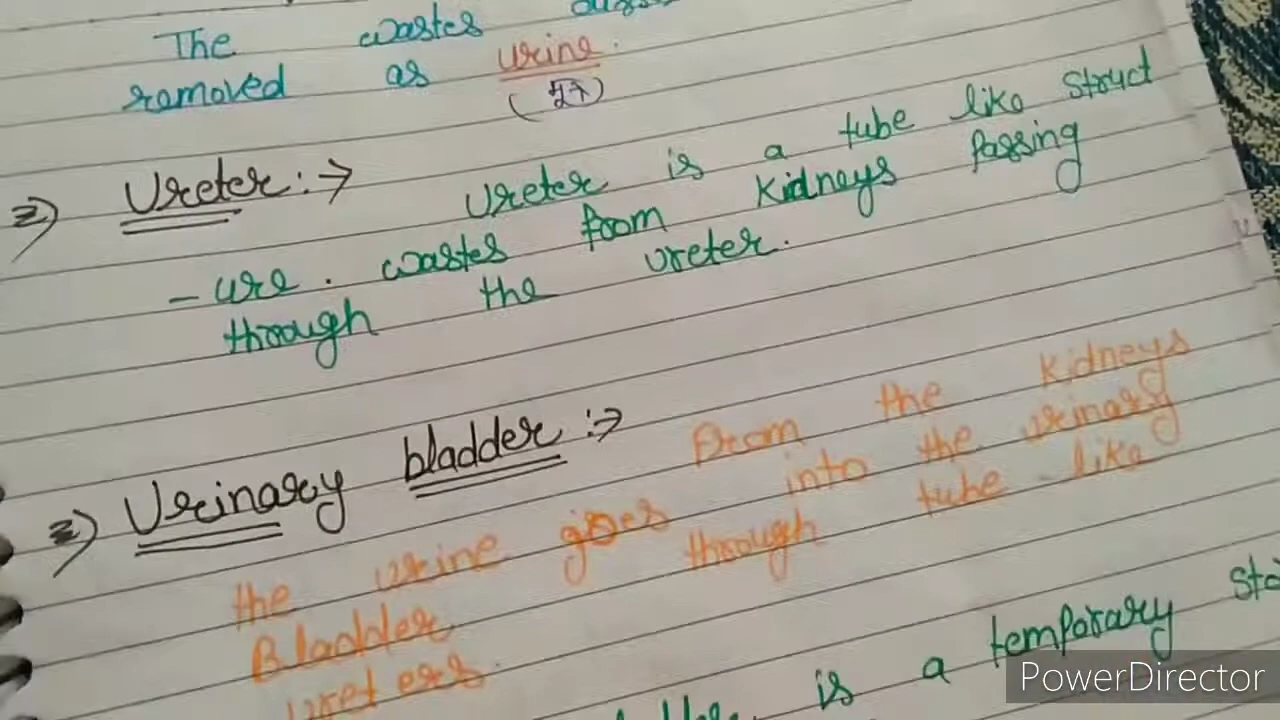 The wastes
removed as urine.
(मूत्र)
⇒) Ureter :→ Ureter is a tube like struct
-ure. wastes from kidneys passing
through the ureter.
⇒) Urinary bladder :→ From the kidneys
the urine goes into the urinary
Bladder through tube like
ureters.
is a temporary
PowerDirector